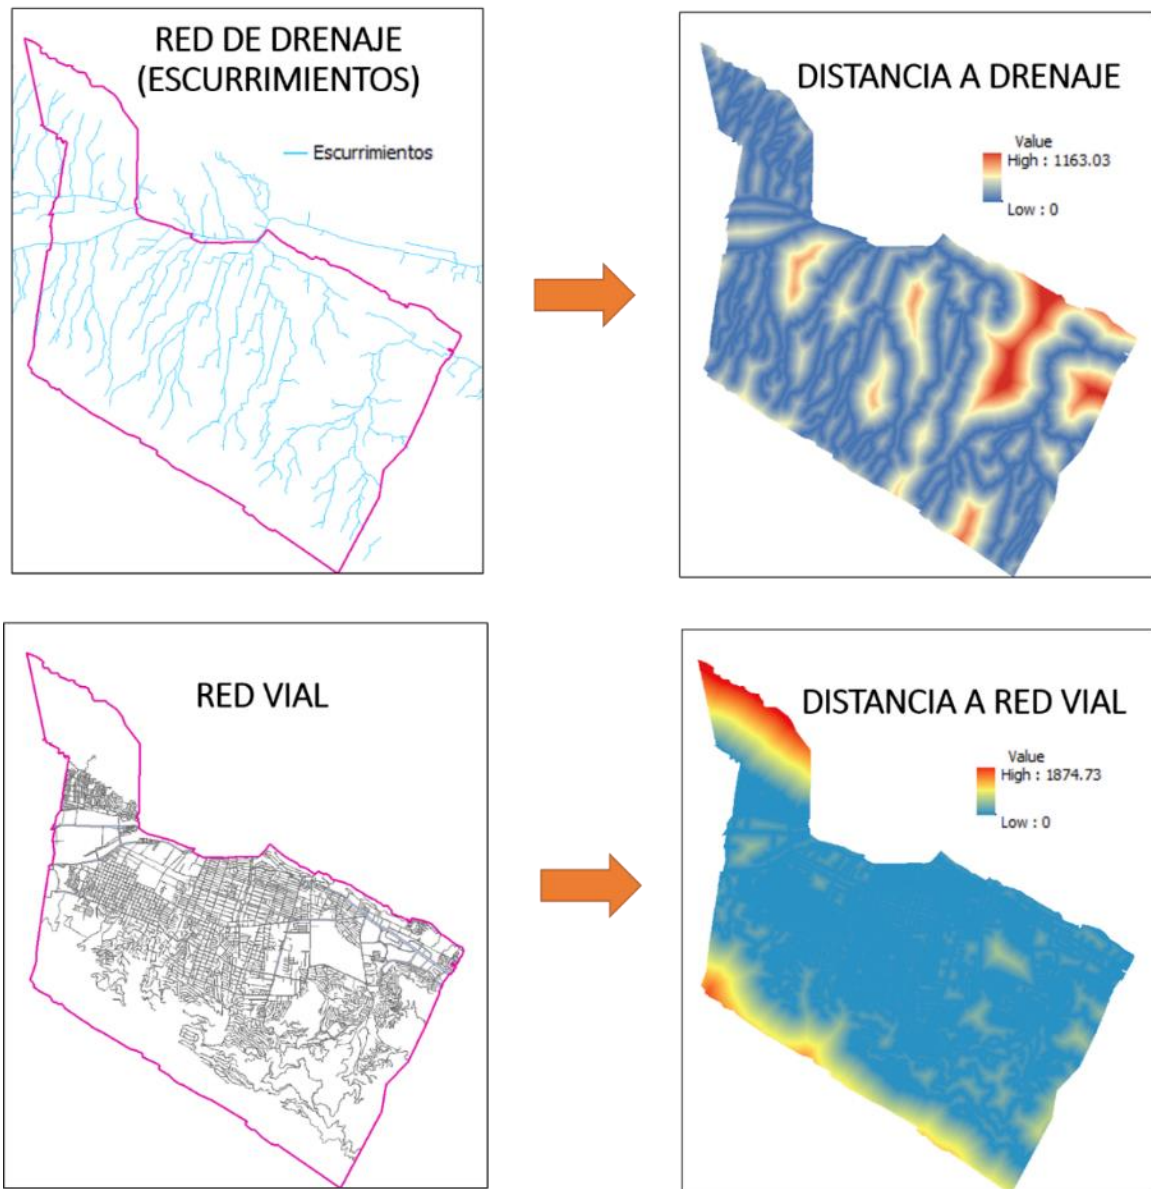 RED DE DRENAJE
(ESCURRIMIENTOS)
Escurrimientos
DISTANCIA A DRENAJE
Value
High : 1163.03
Low : 0
RED VIAL
DISTANCIA A RED VIAL
Value
High : 1874.73
Low : 0